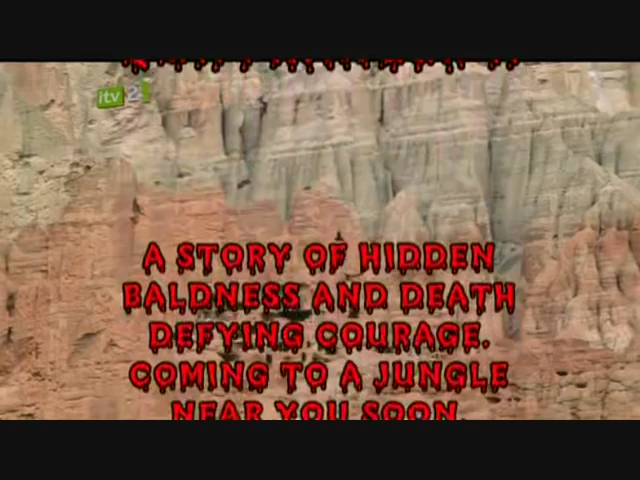 itv2
A STORY OF HIDDEN
BALDNESS AND DEATH
DEFYING COURAGE.
COMING TO A JUNGLE
NEAR YOU SOON.